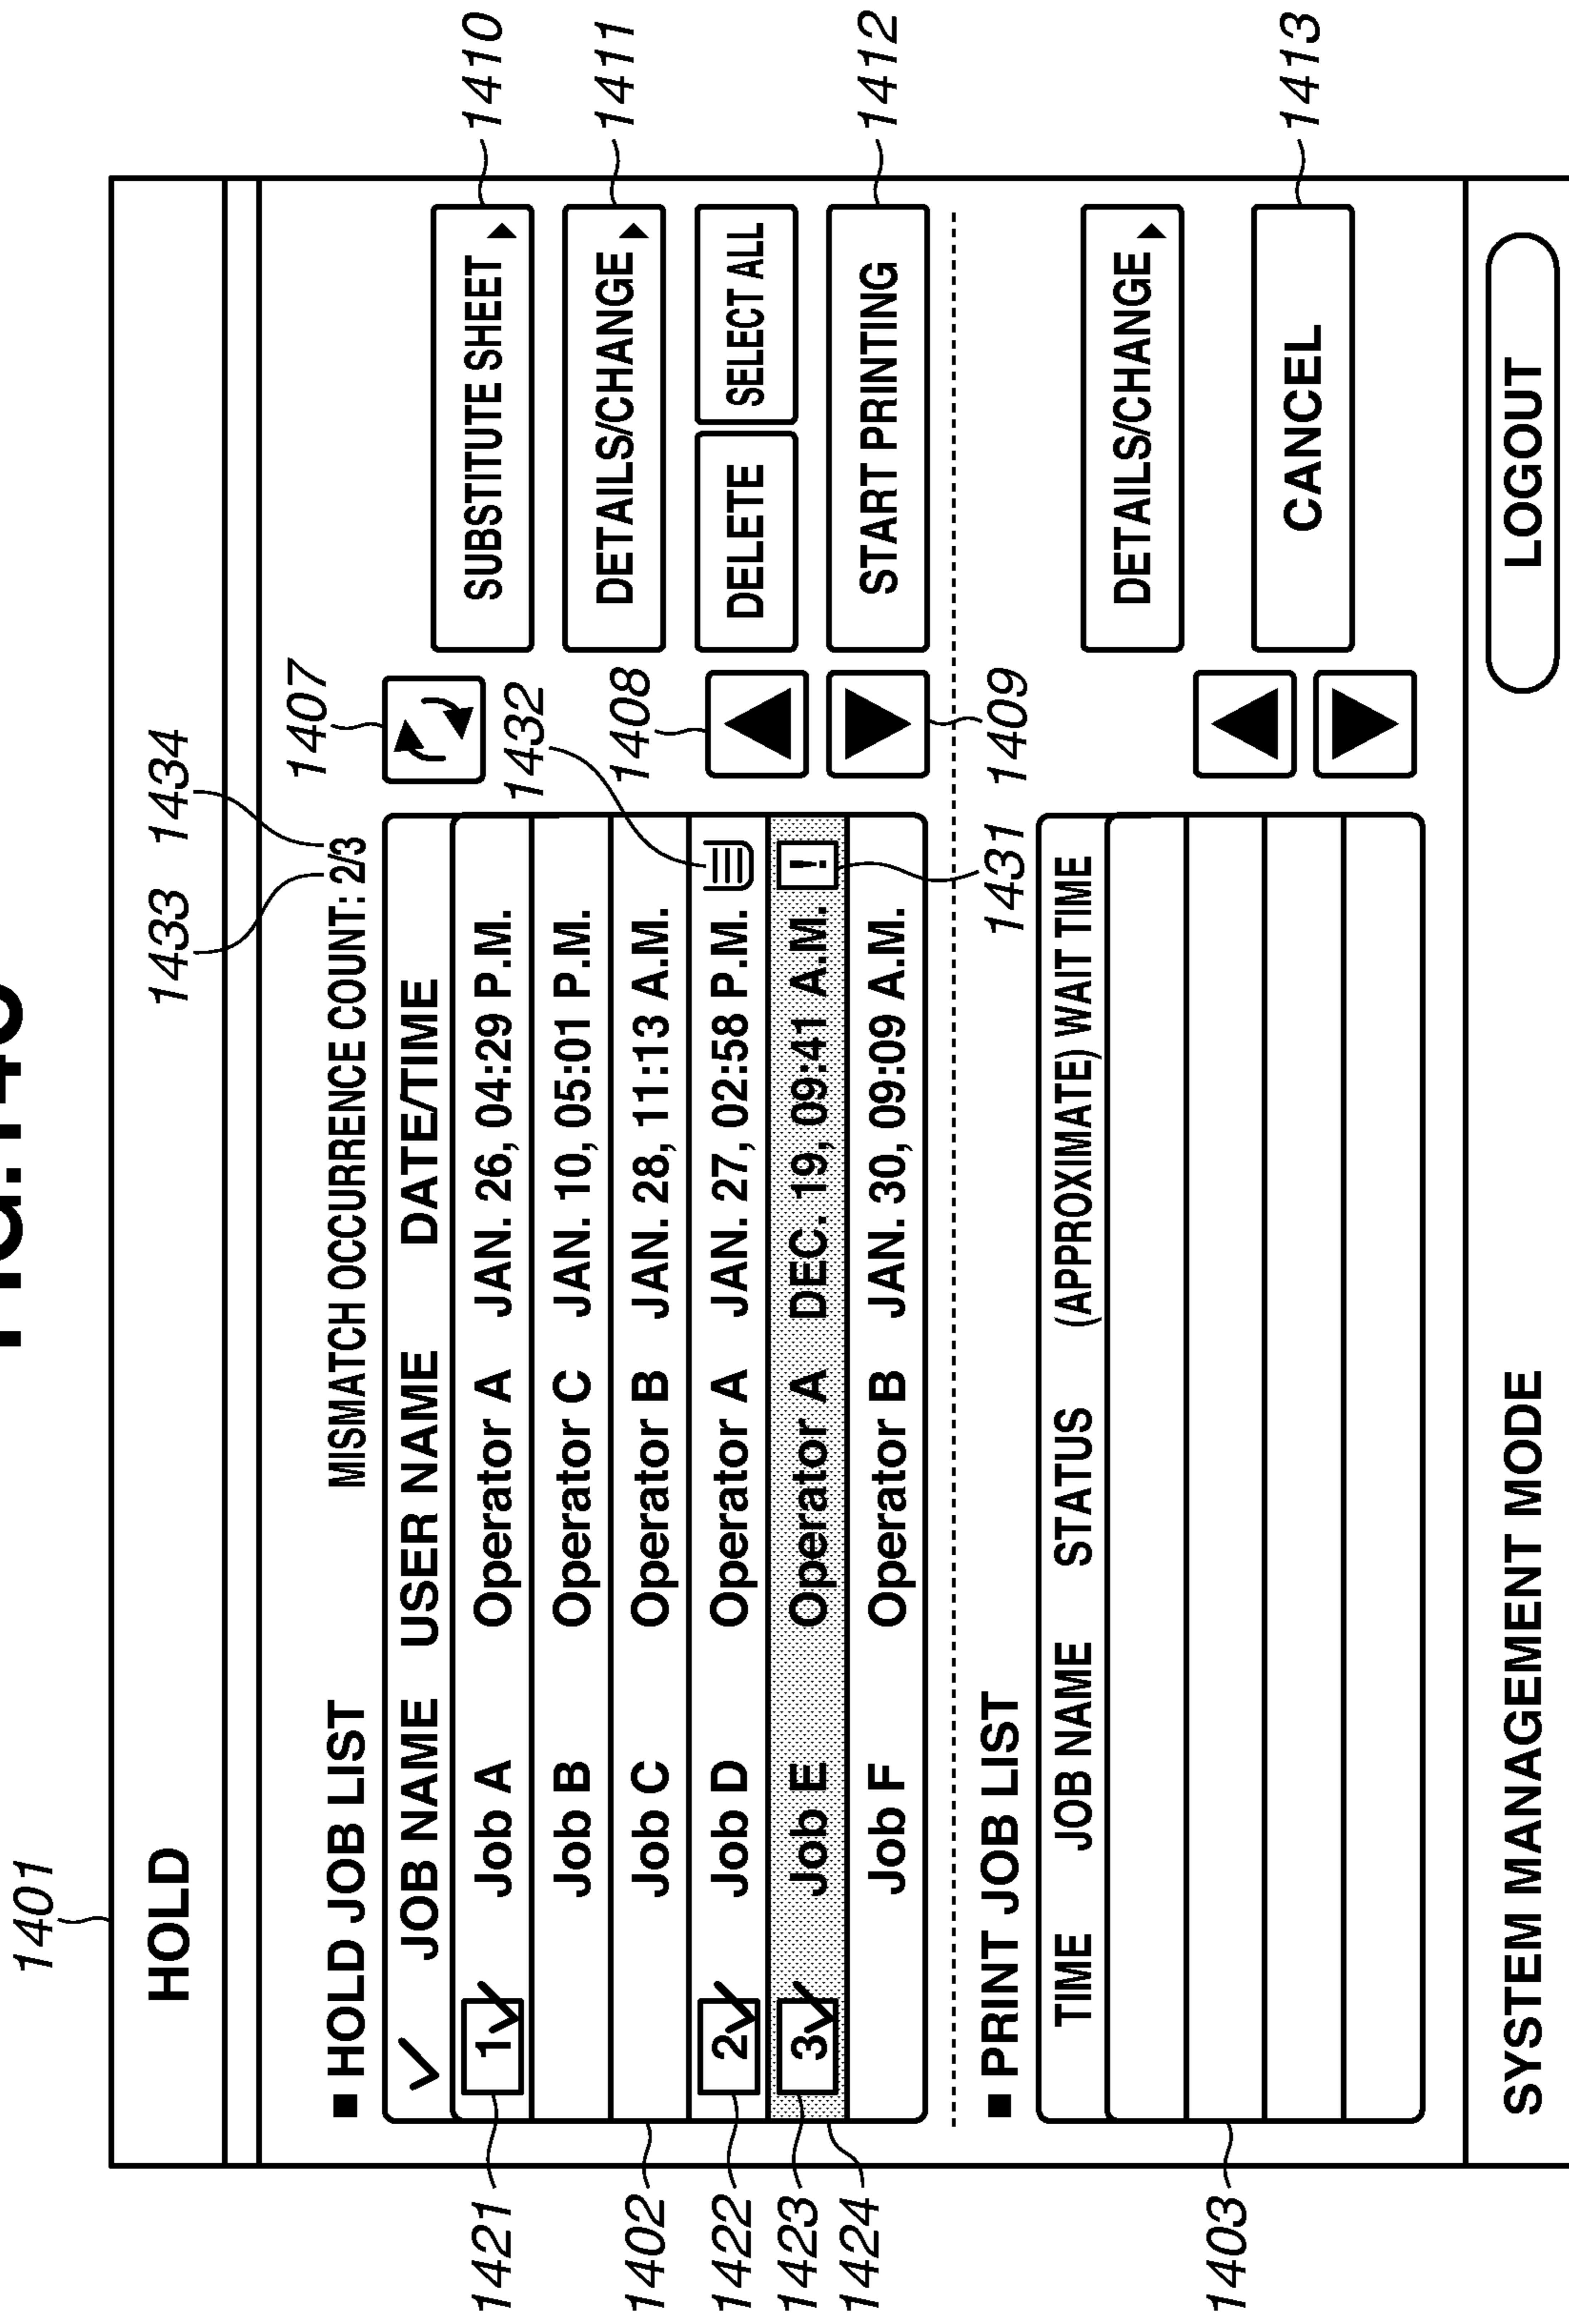 1401
HOLD
1433 1434
■ HOLD JOB LIST MISMATCH OCCURRENCE COUNT: 2/3
1407
JOB NAME USER NAME DATE/TIME
1421 1 Job A Operator A JAN. 26, 04:29 P.M.
SUBSTITUTE SHEET 1410
Job B Operator C JAN. 10, 05:01 P.M.
1432
1402 Job C Operator B JAN. 28, 11:13 A.M.
DETAILS/CHANGE 1411
1408
1422 2 Job D Operator A JAN. 27, 02:58 P.M.
DELETE SELECT ALL
1423 3 Job E Operator A DEC. 19, 09:41 A.M. !
1424
Job F Operator B JAN. 30, 09:09 A.M.
START PRINTING 1412
1431 1409
■ PRINT JOB LIST
TIME JOB NAME STATUS (APPROXIMATE) WAIT TIME
DETAILS/CHANGE
1403
CANCEL 1413
SYSTEM MANAGEMENT MODE LOGOUT